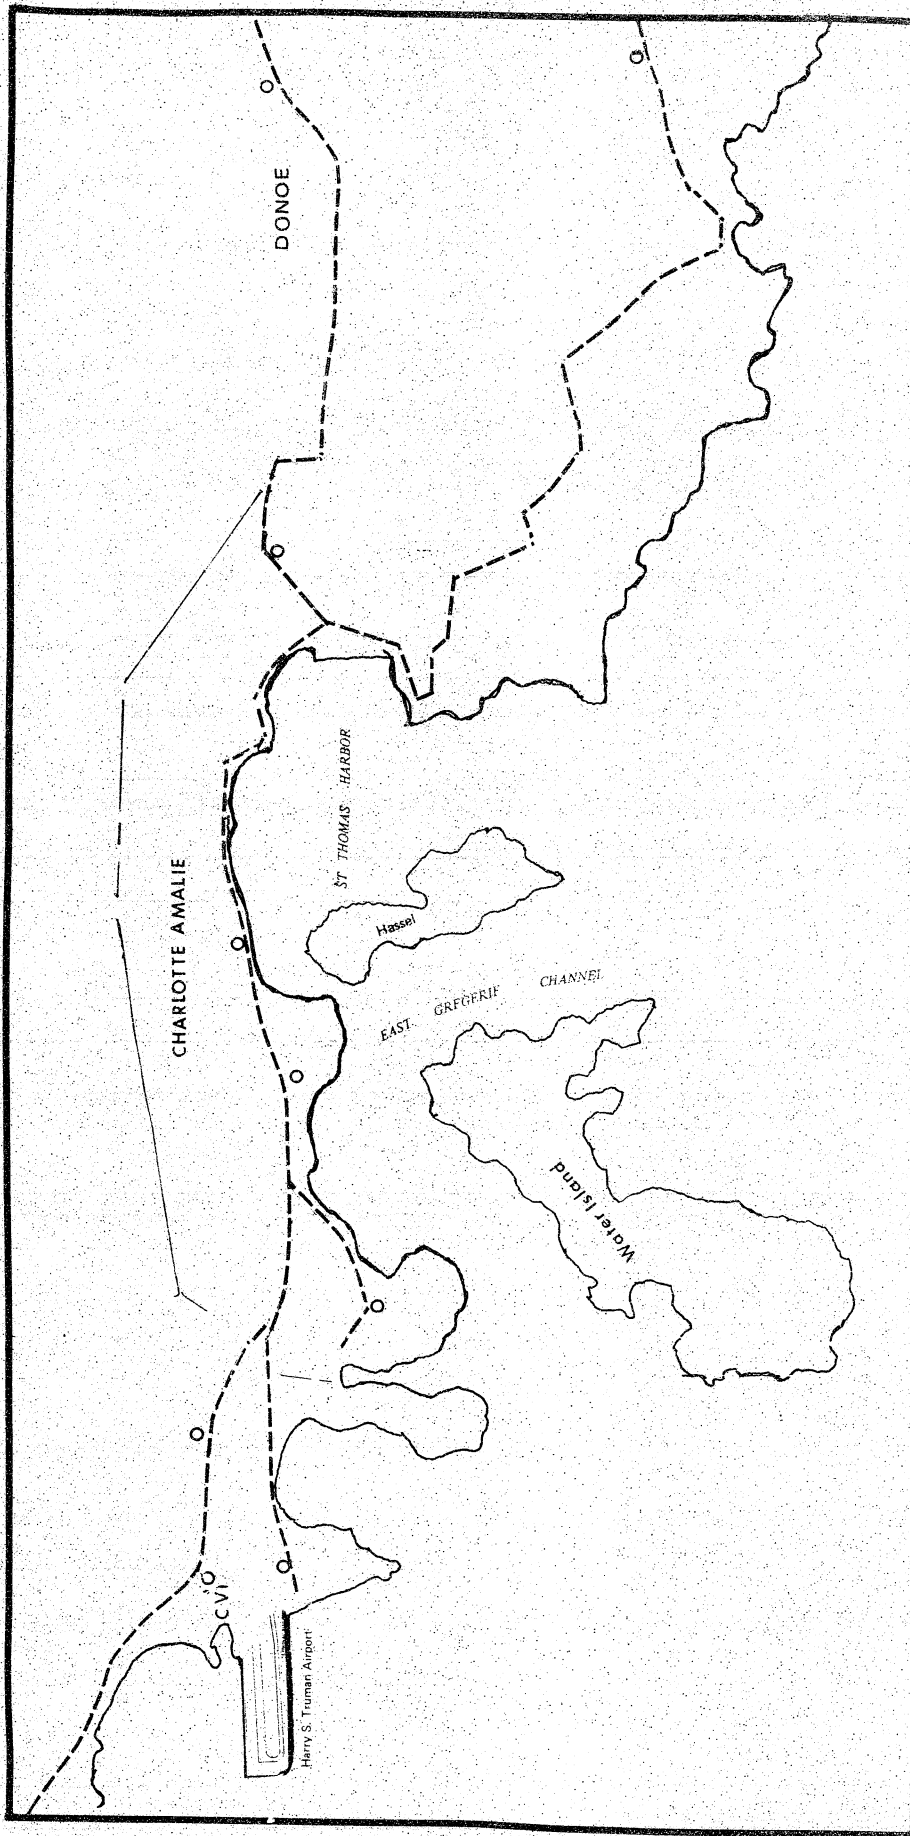 DONOE
CHARLOTTE AMALIE
ST THOMAS HARBOR
Hassel
EAST GREGERIE CHANNEL
Water Island
CVI
Harry S. Truman Airport